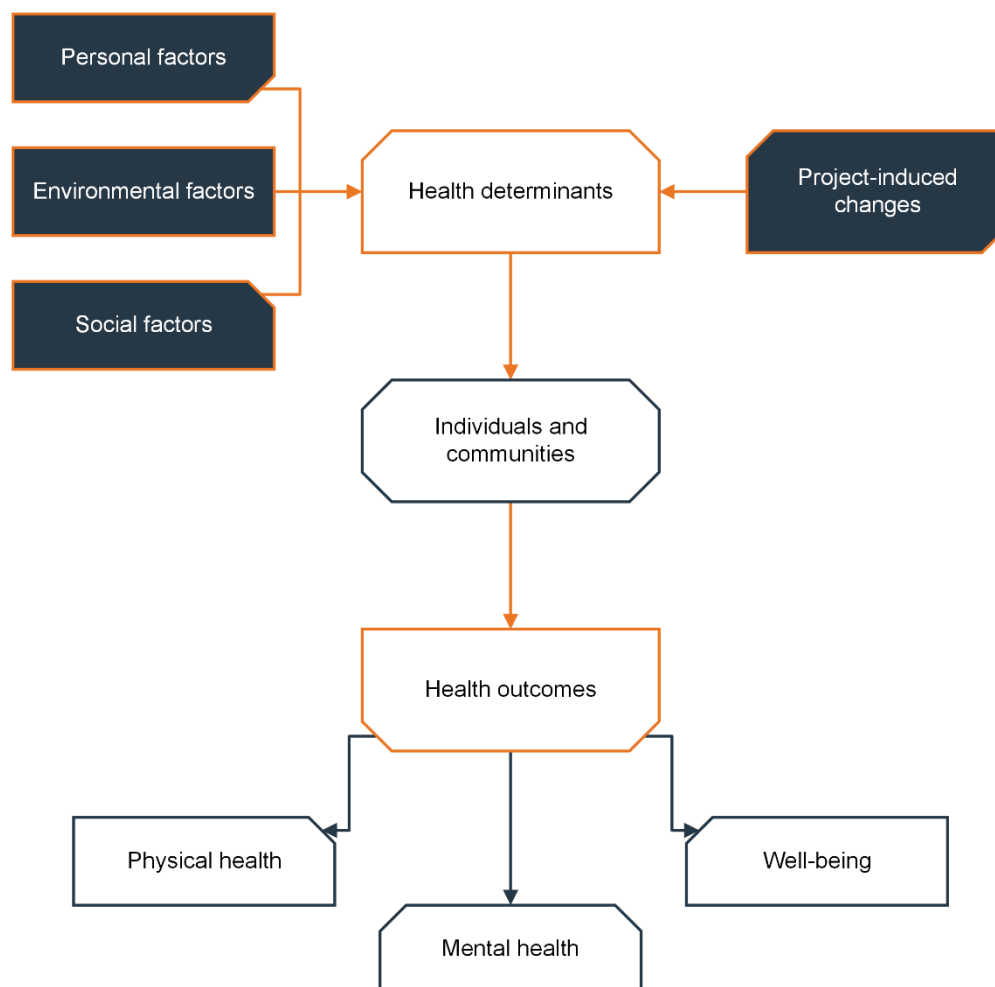 Personal factors
Environmental factors
Health determinants
Project-induced
changes
Social factors
Individuals and
communities
Health outcomes
Physical health
Well-being
Mental health